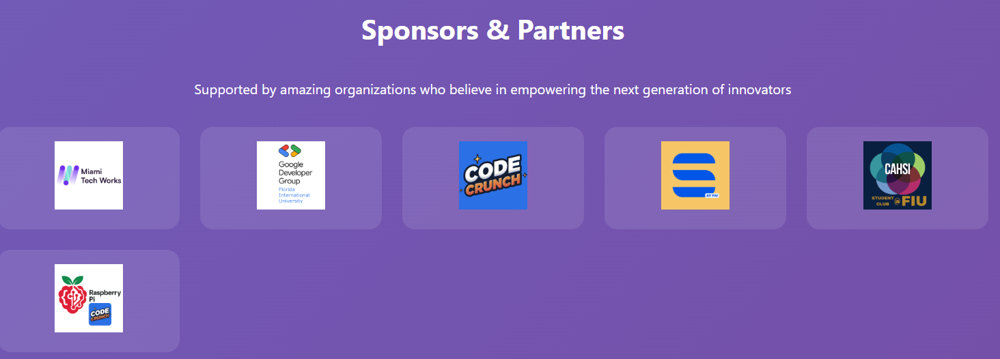 Sponsors & Partners
Supported by amazing organizations who believe in empowering the next generation of innovators
Miami
Tech Works
Google
Developer
Group
Florida
International
University
CODE
CRUNCH
AT FIU
CAHSI
STUDENT
CLUB @ FIU
Raspberry
Pi
CODE
CRUNCH